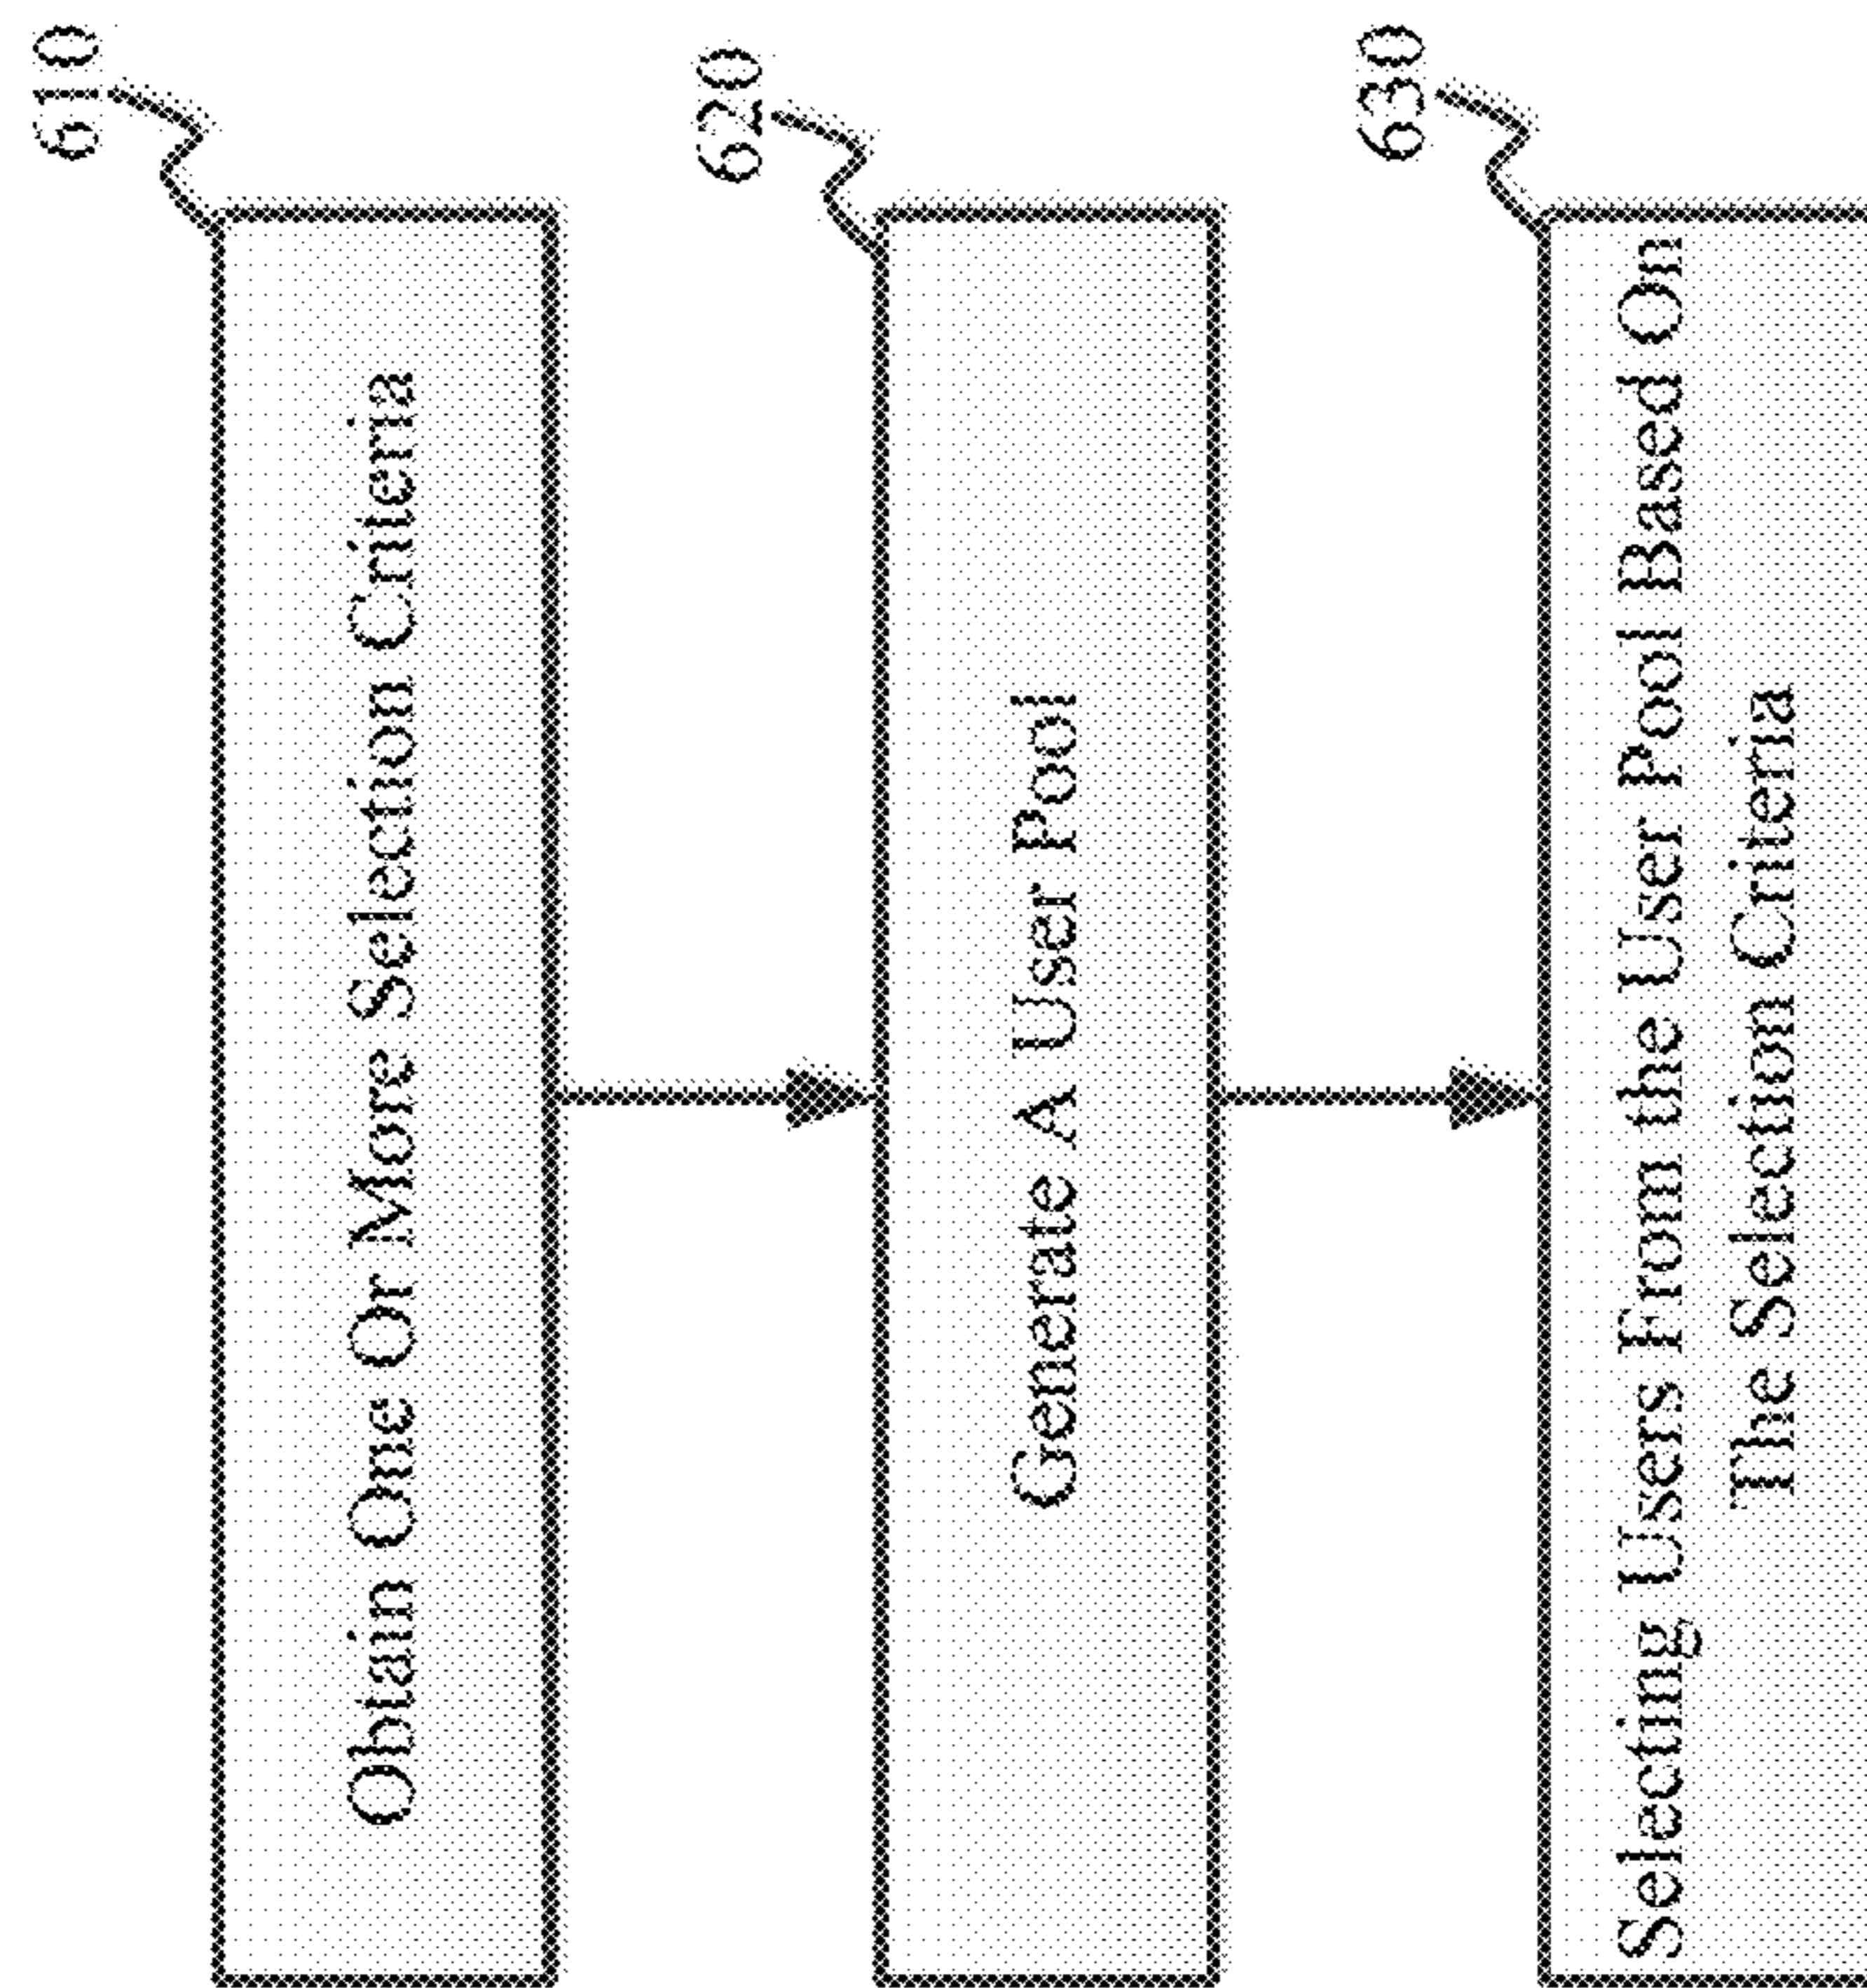 610
Obtain One Or More Selection Criteria
620
Generate A User Pool
630
Selecting Users From the User Pool Based On
The Selection Criteria